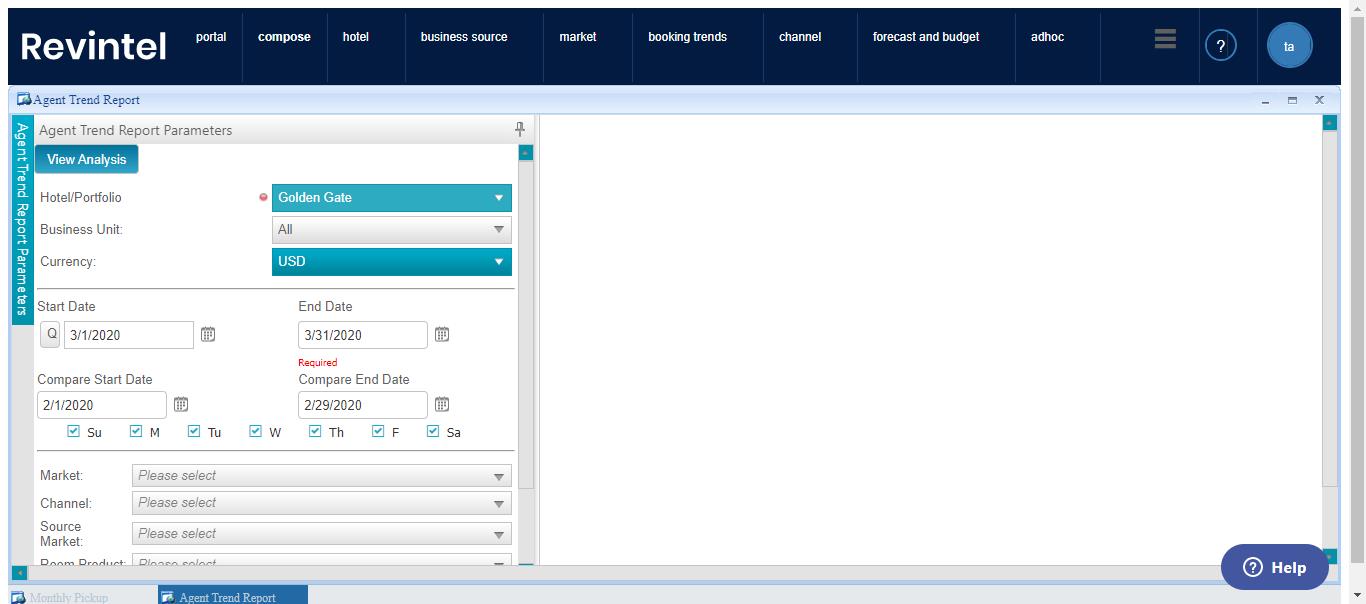 Revintel portal compose hotel business source market booking trends channel forecast and budget adhoc ? ta
Agent Trend Report
Agent Trend Report Parameters
Agent Trend Report Parameters
View Analysis
Hotel/Portfolio Golden Gate
Business Unit: All
Currency: USD
Start Date End Date
Q 3/1/2020 3/31/2020
Required
Compare Start Date Compare End Date
2/1/2020 2/29/2020
Su M Tu W Th F Sa
Market: Please select
Channel: Please select
Source
Market: Please select
Room Product: Please select
? Help
Monthly Pickup Agent Trend Report